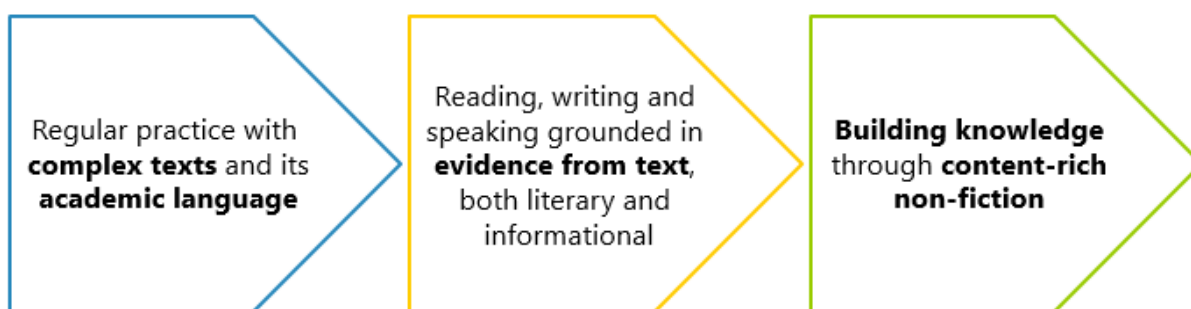 Regular practice with
complex texts and its
academic language
Reading, writing and
speaking grounded in
evidence from text,
both literary and
informational
Building knowledge
through content-rich
non-fiction